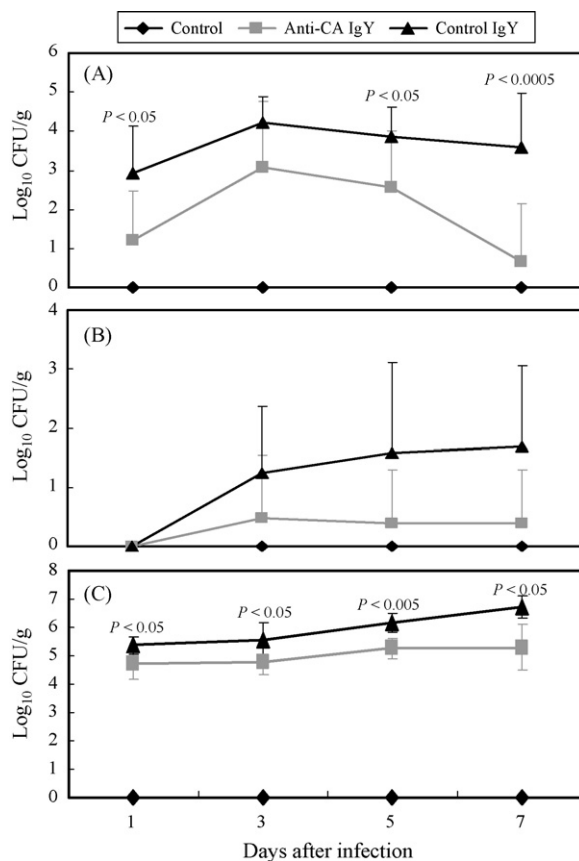 Control Anti-CA IgY Control IgY
(A)
Log10 CFU/g
6
5
4
3
2
1
0
P < 0.05
P < 0.05
P < 0.0005
(B)
Log10 CFU/g
4
3
2
1
0
(C)
Log10 CFU/g
8
7
6
5
4
3
2
1
0
P < 0.05
P < 0.05
P < 0.005
P < 0.05
1 3 5 7
Days after infection